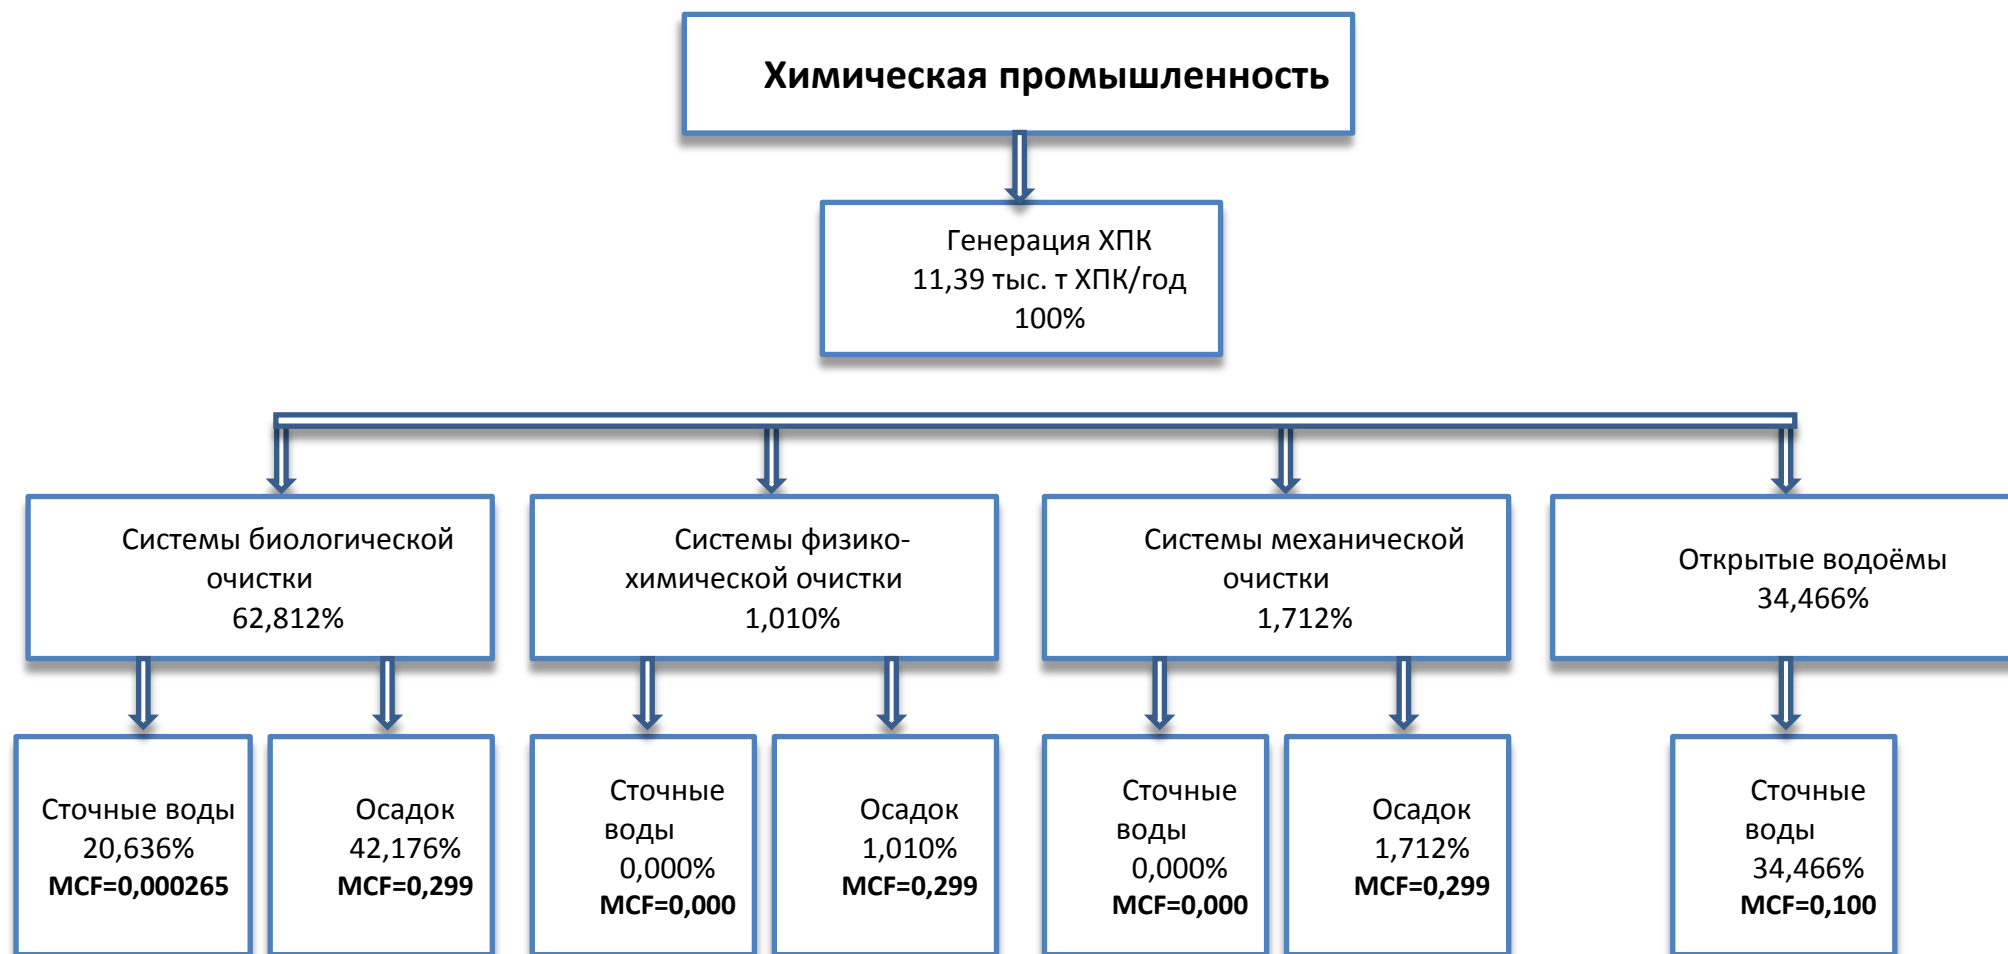 Химическая промышленность
Генерация ХПК
11,39 тыс. т ХПК/год
100%
Системы биологической
очистки
62,812%
Системы физико-
химической очистки
1,010%
Системы механической
очистки
1,712%
Открытые водоёмы
34,466%
Сточные воды
20,636%
MCF=0,000265
Осадок
42,176%
MCF=0,299
Сточные
воды
0,000%
MCF=0,000
Осадок
1,010%
MCF=0,299
Сточные
воды
0,000%
MCF=0,000
Осадок
1,712%
MCF=0,299
Сточные
воды
34,466%
MCF=0,100